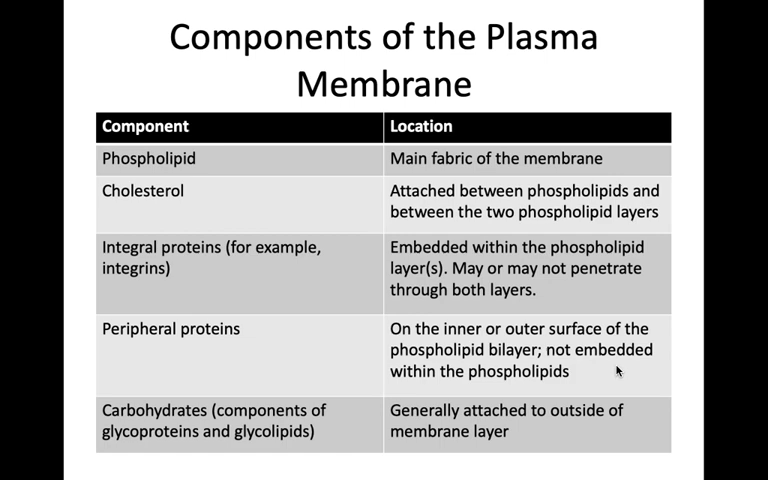 Components of the Plasma
Membrane
Component
Location
Phospholipid
Main fabric of the membrane
Cholesterol
Attached between phospholipids and
between the two phospholipid layers
Integral proteins (for example,
integrins)
Embedded within the phospholipid
layer(s). May or may not penetrate
through both layers.
Peripheral proteins
On the inner or outer surface of the
phospholipid bilayer; not embedded
within the phospholipids
Carbohydrates (components of
glycoproteins and glycolipids)
Generally attached to outside of
membrane layer